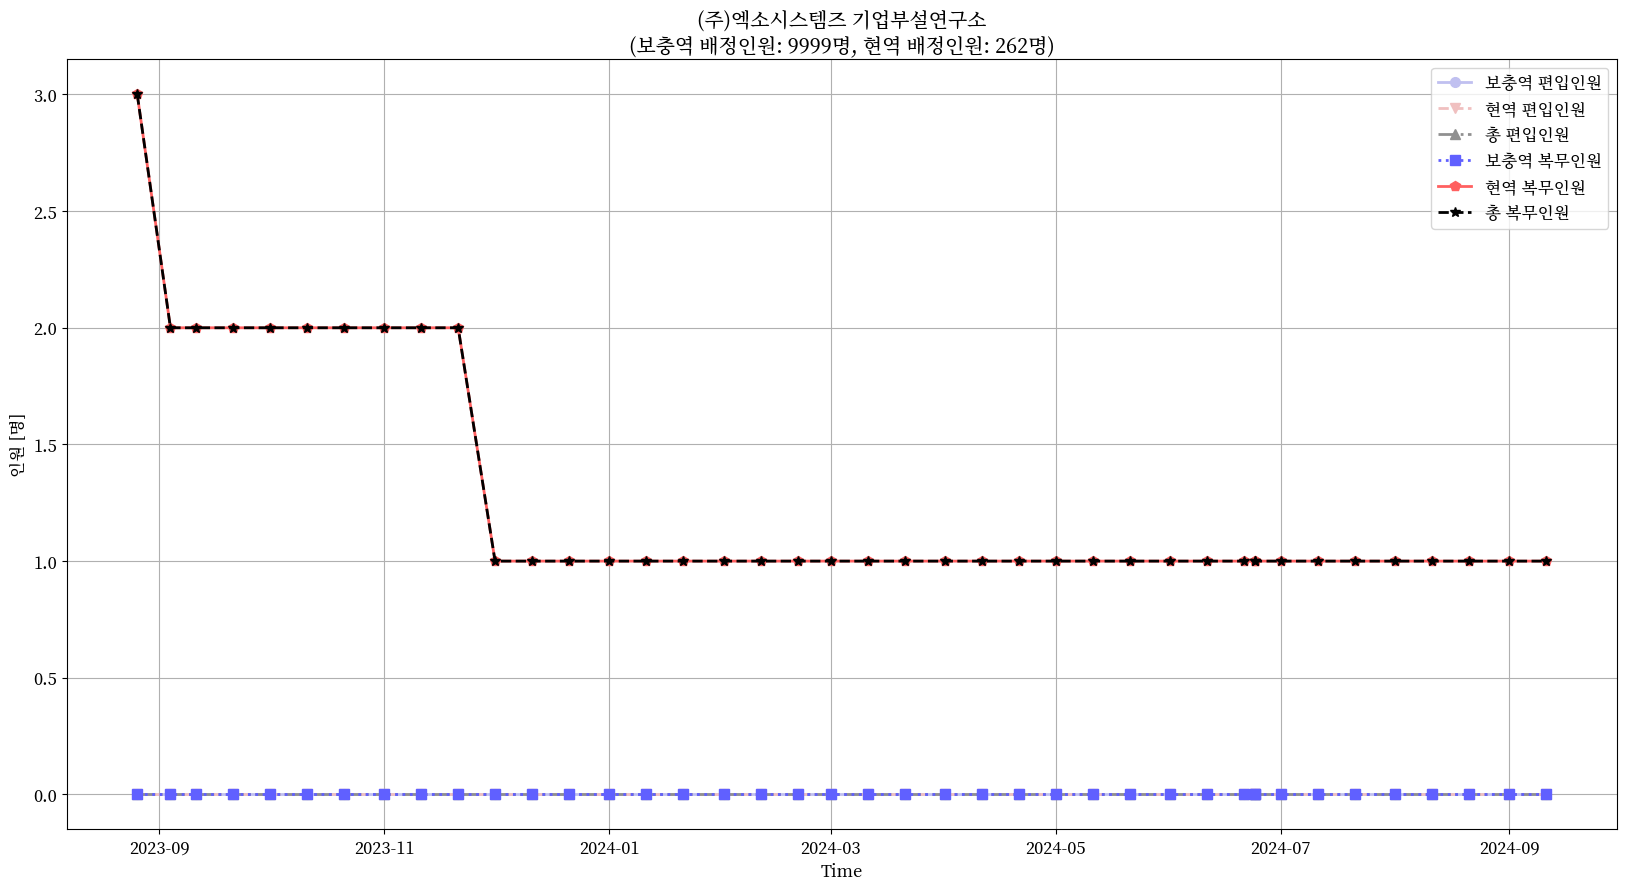 (주)엑소시스템즈 기업부설연구소
(보충역 배정인원: 9999명, 현역 배정인원: 262명)
보충역 편입인원
현역 편입인원
총 편입인원
보충역 복무인원
현역 복무인원
총 복무인원
인원 [명]
3.0
2.5
2.0
1.5
1.0
0.5
0.0
2023-09
2023-11
2024-01
2024-03
2024-05
2024-07
2024-09
Time